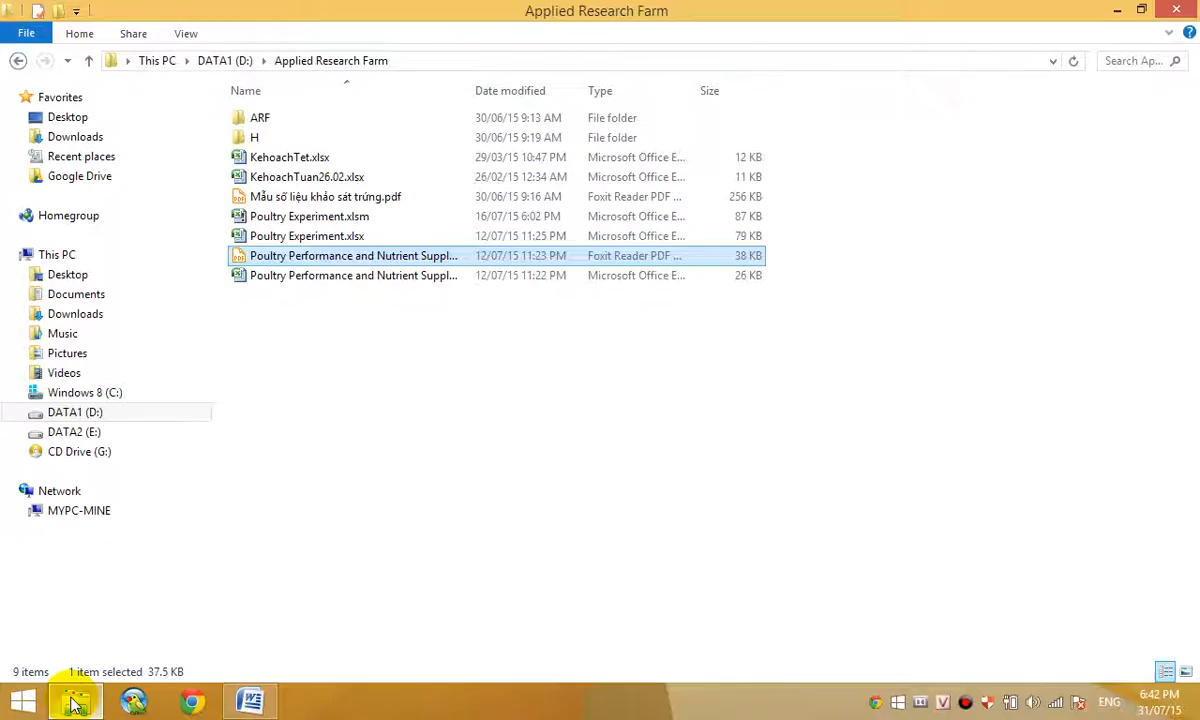 Applied Research Farm
File Home Share View
This PC DATA1 (D:) Applied Research Farm Search Ap...
Name Date modified Type Size
Favorites
Desktop
Downloads
Recent places
Google Drive
Homegroup
This PC
Desktop
Documents
Downloads
Music
Pictures
Videos
Windows 8 (C:)
DATA1 (D:)
DATA2 (E:)
CD Drive (G:)
Network
MYPC-MINE
ARF 30/06/15 9:13 AM File folder
H 30/06/15 9:19 AM File folder
KehoachTet.xlsx 29/03/15 10:47 PM Microsoft Office E... 12 KB
KehoachTuan26.02.xlsx 26/02/15 12:34 AM Microsoft Office E... 11 KB
Mẫu số liệu khảo sát trứng.pdf 30/06/15 9:16 AM Foxit Reader PDF ... 256 KB
Poultry Experiment.xlsm 16/07/15 6:02 PM Microsoft Office E... 87 KB
Poultry Experiment.xlsx 12/07/15 11:25 PM Microsoft Office E... 79 KB
Poultry Performance and Nutrient Suppl... 12/07/15 11:23 PM Foxit Reader PDF ... 38 KB
Poultry Performance and Nutrient Suppl... 12/07/15 11:22 PM Microsoft Office E... 26 KB
9 items 1 item selected 37.5 KB
ENG 6:42 PM
31/07/15